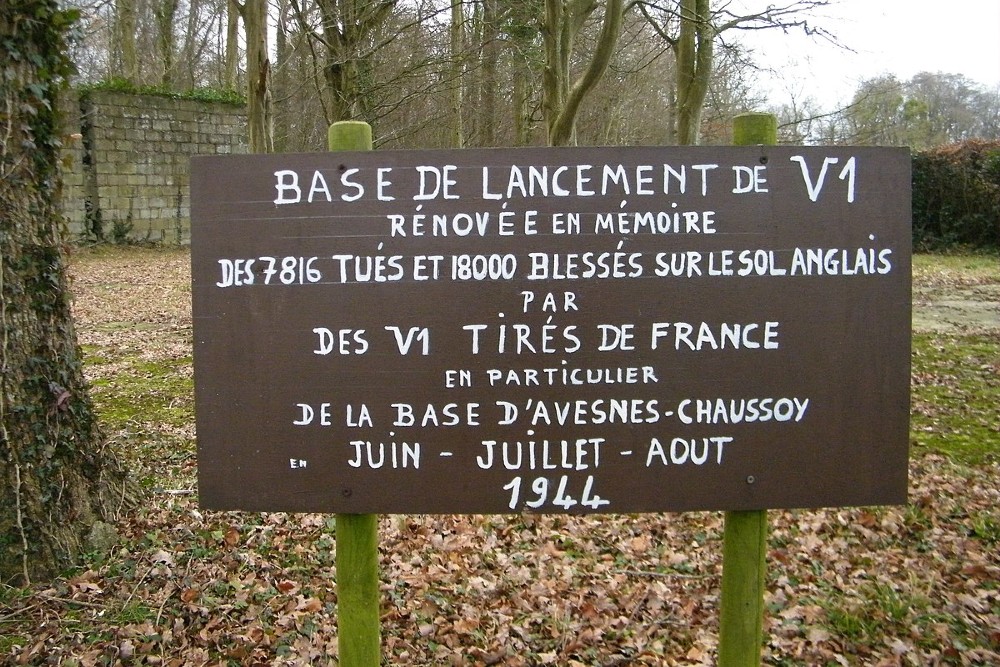 BASE DE LANCEMENT DE V1
RÉNOVÉE EN MÉMOIRE
DES 7816 TUÉS ET 18000 BLESSÉS SUR LE SOL ANGLAIS
PAR
DES V1 TIRÉS DE FRANCE
EN PARTICULIER
DE LA BASE D'AVESNES-CHAUSSOY
EN JUIN - JUILLET - AOUT
1944